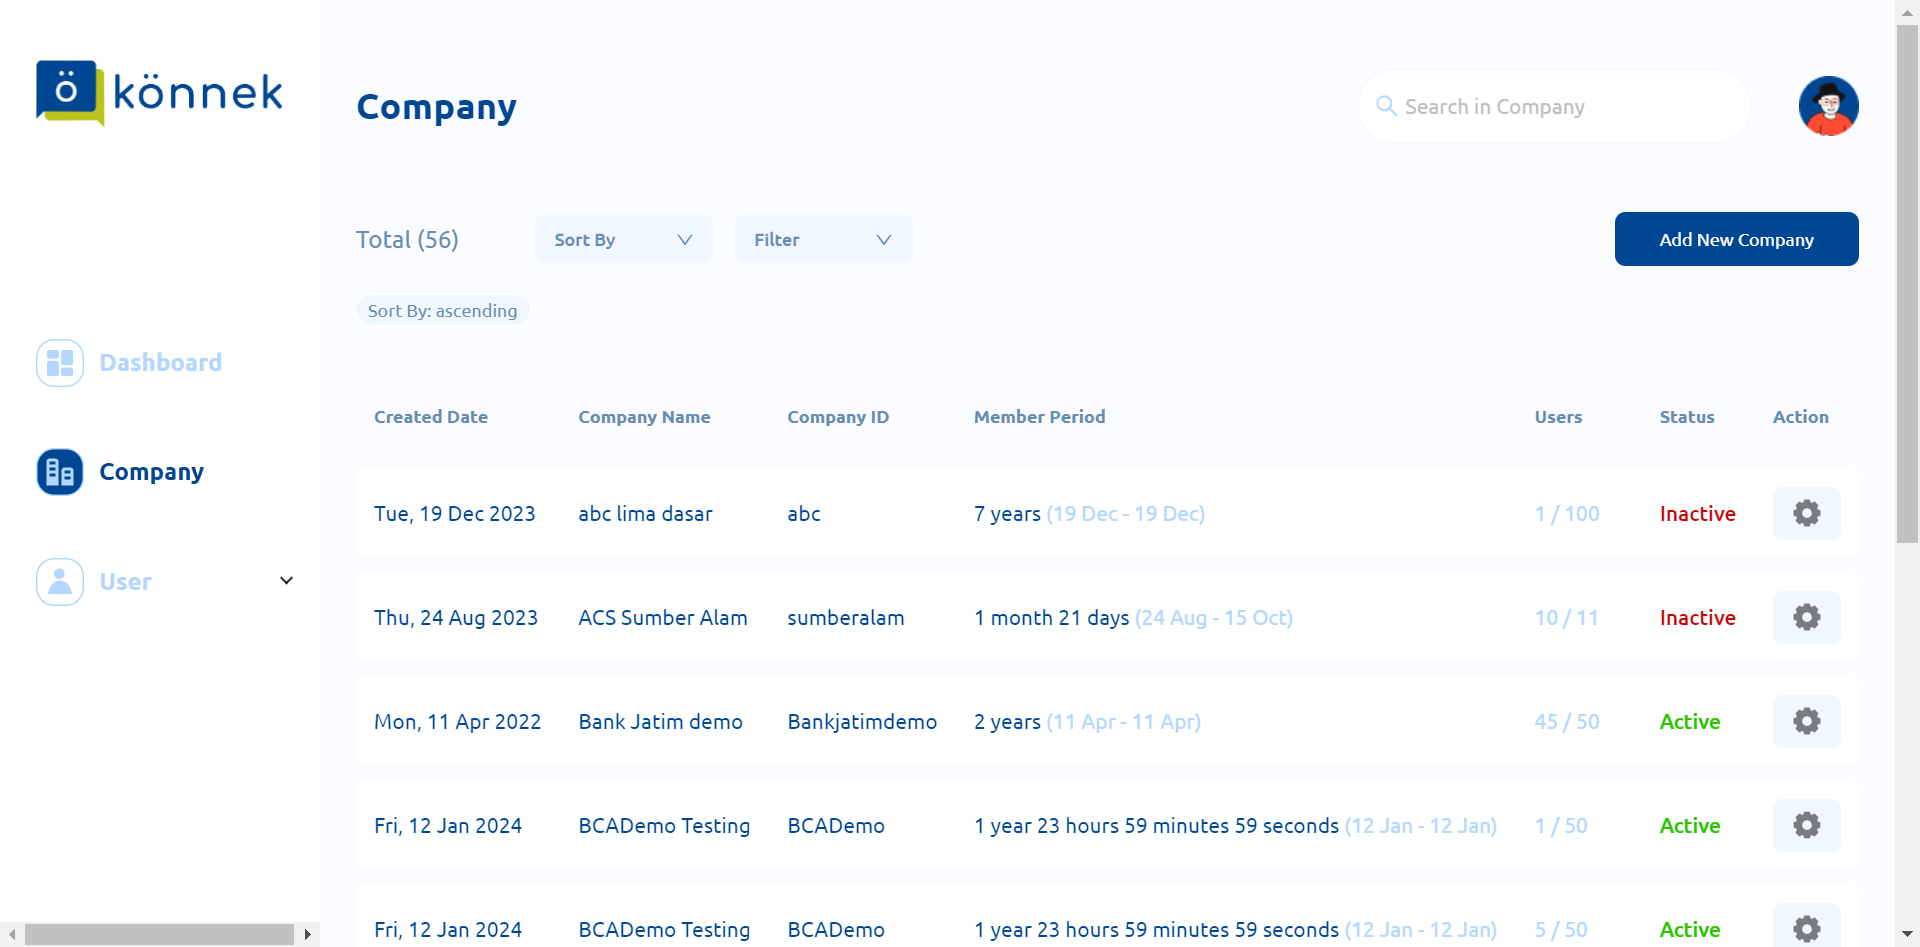 ö könnek
Company
Search in Company
Total (56)
Sort By
Filter
Add New Company
Sort By: ascending
Dashboard
Company
User
Created Date Company Name Company ID Member Period Users Status Action
Tue, 19 Dec 2023 abc lima dasar abc 7 years (19 Dec - 19 Dec) 1 / 100 Inactive
Thu, 24 Aug 2023 ACS Sumber Alam sumberalam 1 month 21 days (24 Aug - 15 Oct) 10 / 11 Inactive
Mon, 11 Apr 2022 Bank Jatim demo Bankjatimdemo 2 years (11 Apr - 11 Apr) 45 / 50 Active
Fri, 12 Jan 2024 BCADemo Testing BCADemo 1 year 23 hours 59 minutes 59 seconds (12 Jan - 12 Jan) 1 / 50 Active
Fri, 12 Jan 2024 BCADemo Testing BCADemo 1 year 23 hours 59 minutes 59 seconds (12 Jan - 12 Jan) 5 / 50 Active